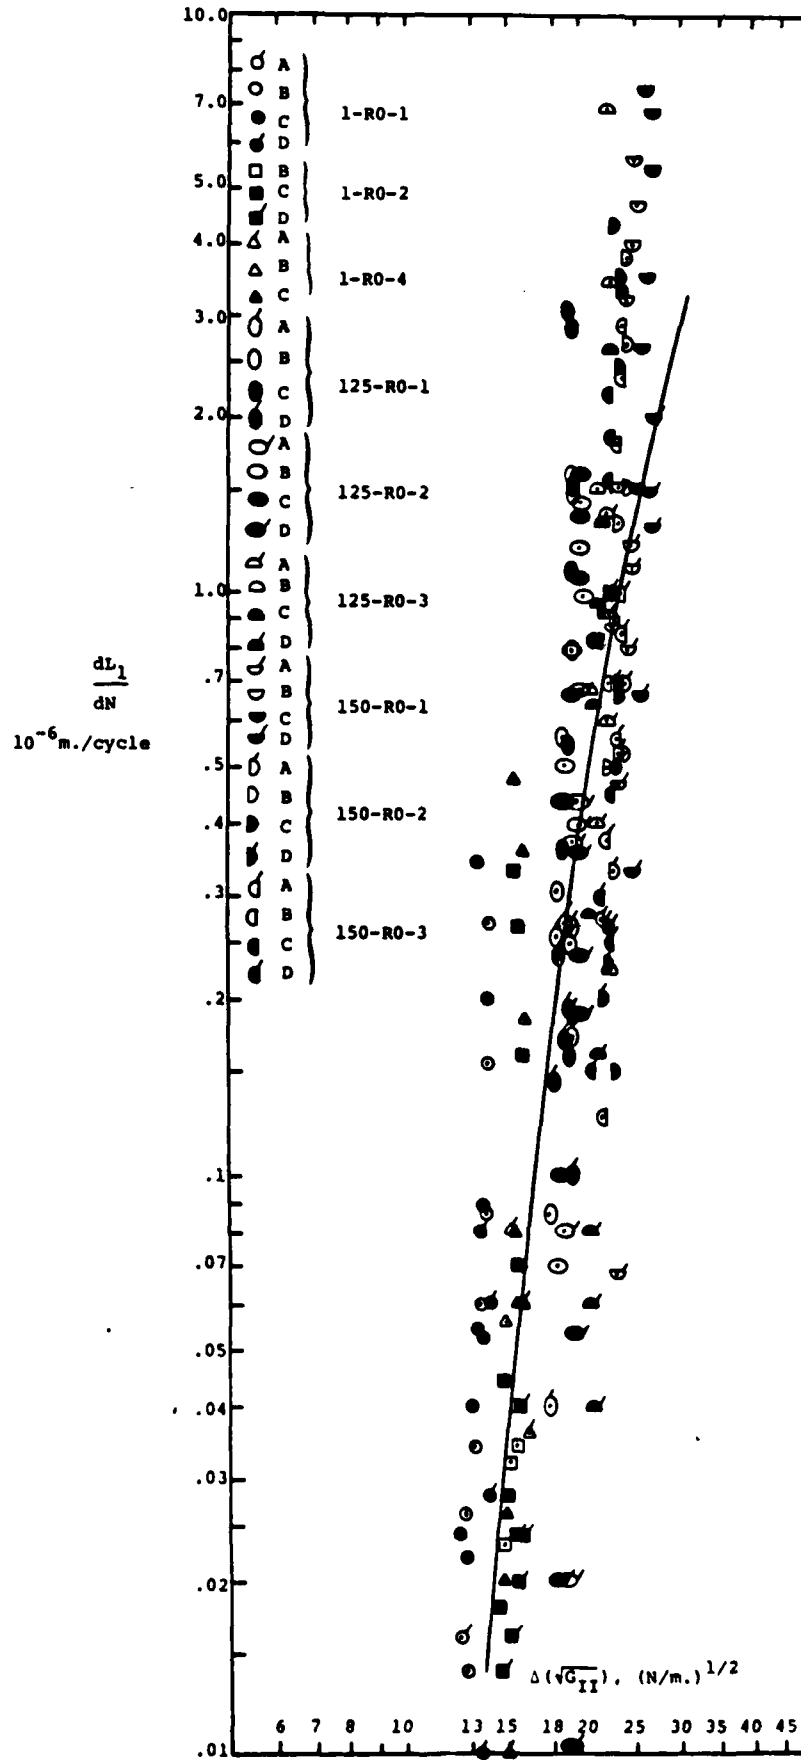 10.0
7.0
5.0
4.0
3.0
2.0
1.0
.7
.5
.4
.3
.2
.1
.07
.05
.04
.03
.02
.01
A
B
C
D
1-RO-1
B
C
D
1-RO-2
A
B
C
1-RO-4
A
B
C
D
125-RO-1
A
B
C
D
125-RO-2
A
B
C
D
125-RO-3
A
B
C
D
150-RO-1
A
B
C
D
150-RO-2
A
B
C
D
150-RO-3
dL1
dN
10-6m./cycle
Δ(√GII), (N/m.)1/2
6 7 8 10 13 15 18 20 25 30 35 40 45